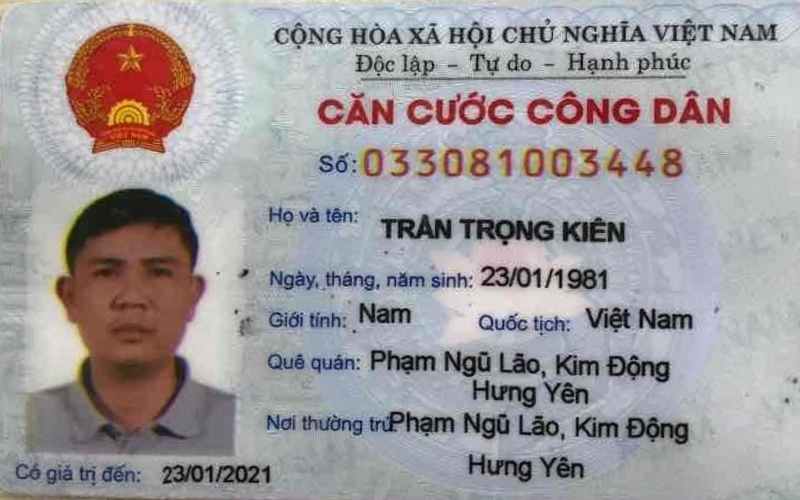 CỘNG HÒA XÃ HỘI CHỦ NGHĨA VIỆT NAM
Độc lập - Tự do - Hạnh phúc
CĂN CƯỚC CÔNG DÂN
Số: 033081003448
Họ và tên: TRẦN TRỌNG KIÊN
Ngày, tháng, năm sinh: 23/01/1981
Giới tính: Nam Quốc tịch: Việt Nam
Quê quán: Phạm Ngũ Lão, Kim Động
Hưng Yên
Nơi thường trú: Phạm Ngũ Lão, Kim Động
Hưng Yên
Có giá trị đến: 23/01/2021
VIỆT NAM